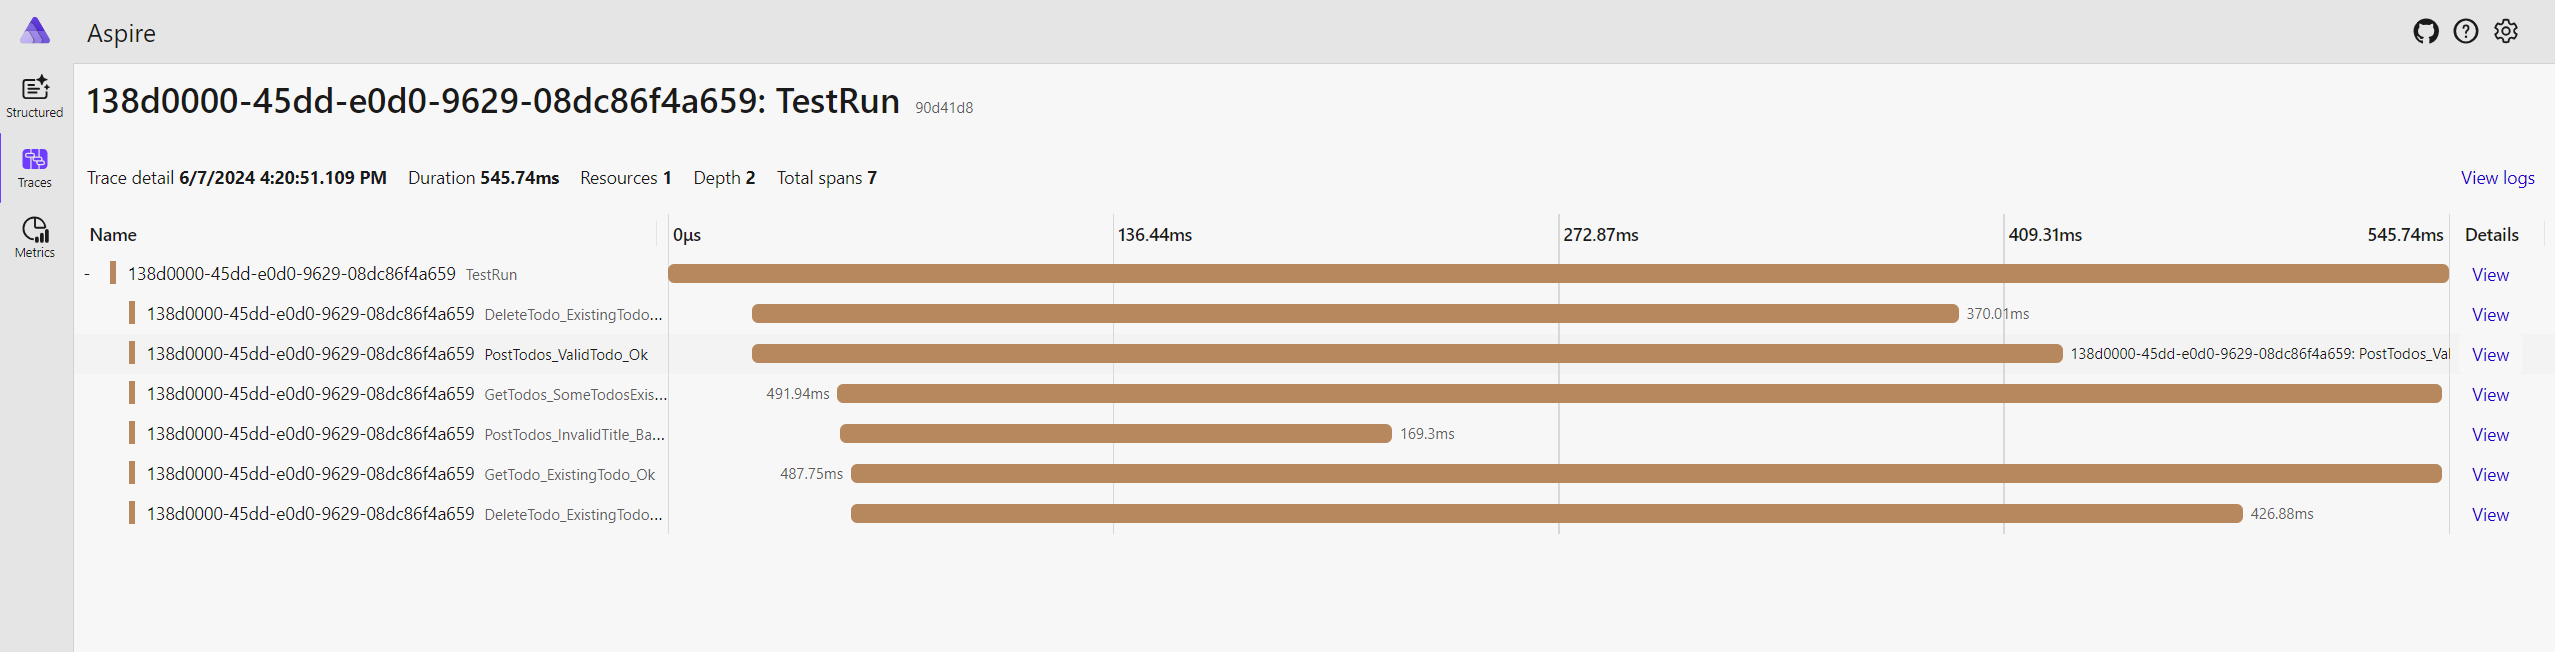 Aspire
Structured
Traces
Metrics
138d0000-45dd-e0d0-9629-08dc86f4a659: TestRun 90d41d8
Trace detail 6/7/2024 4:20:51.109 PM Duration 545.74ms Resources 1 Depth 2 Total spans 7 View logs
Name 0μs 136.44ms 272.87ms 409.31ms 545.74ms Details
- 138d0000-45dd-e0d0-9629-08dc86f4a659 TestRun View
138d0000-45dd-e0d0-9629-08dc86f4a659 DeleteTodo_ExistingTodo... 370.01ms View
138d0000-45dd-e0d0-9629-08dc86f4a659 PostTodos_ValidTodo_Ok 138d0000-45dd-e0d0-9629-08dc86f4a659: PostTodos_Val View
138d0000-45dd-e0d0-9629-08dc86f4a659 GetTodos_SomeTodosExis... 491.94ms View
138d0000-45dd-e0d0-9629-08dc86f4a659 PostTodos_InvalidTitle_Ba... 169.3ms View
138d0000-45dd-e0d0-9629-08dc86f4a659 GetTodo_ExistingTodo_Ok 487.75ms View
138d0000-45dd-e0d0-9629-08dc86f4a659 DeleteTodo_ExistingTodo... 426.88ms View